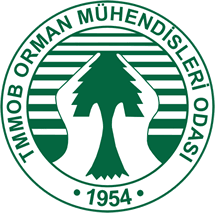 TMMOB ORMAN MÜHENDİSLERİ ODASI
• 1954 •